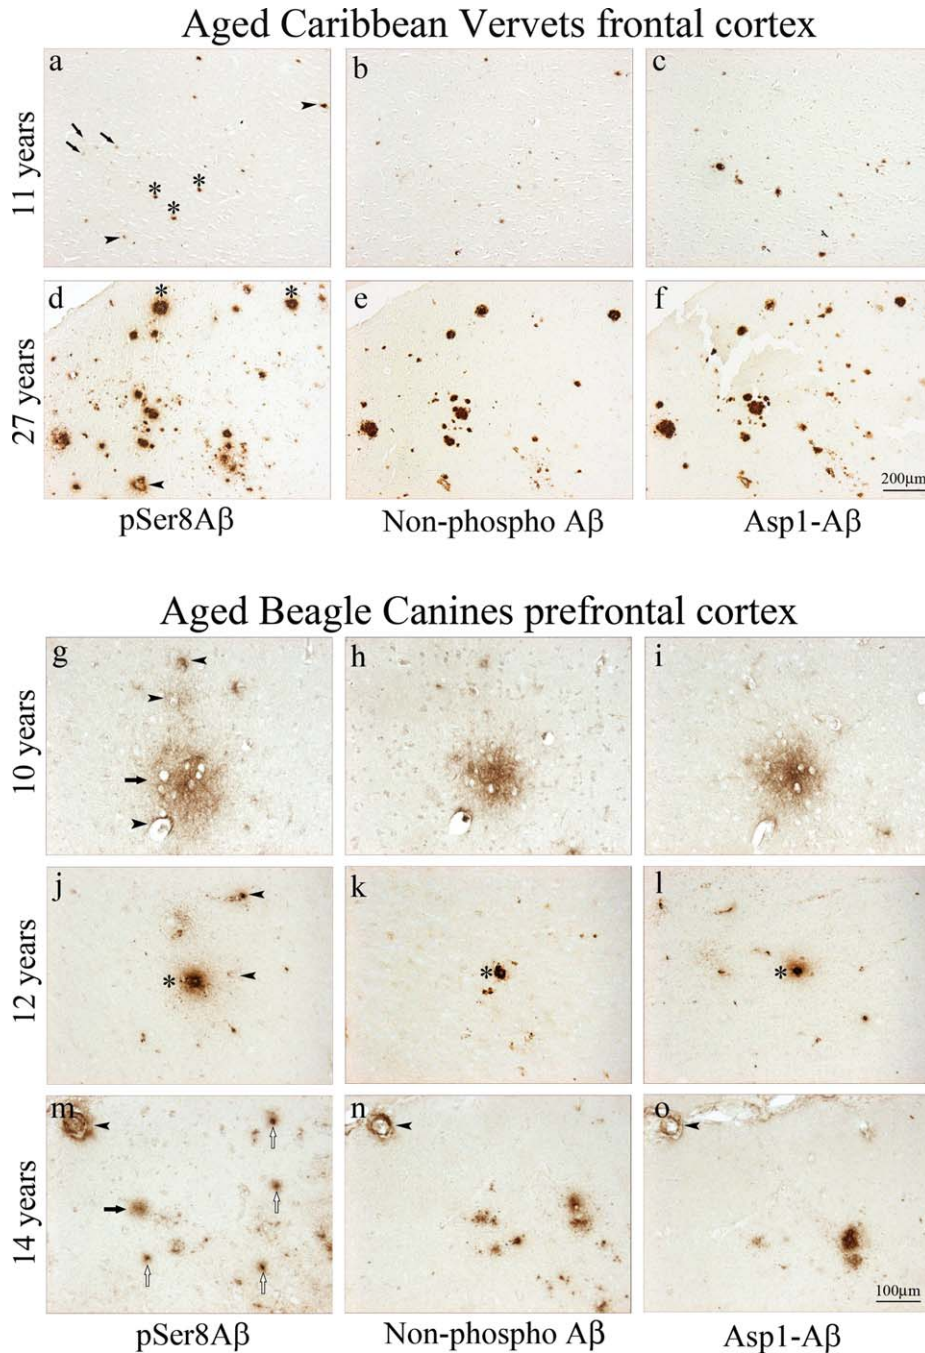 Aged Caribbean Vervets frontal cortex
a
b
c
11 years
d
e
f
27 years
200μm
pSer8Aβ
Non-phospho Aβ
Asp1-Aβ
Aged Beagle Canines prefrontal cortex
g
h
i
10 years
j
k
l
12 years
m
n
o
14 years
100μm
pSer8Aβ
Non-phospho Aβ
Asp1-Aβ